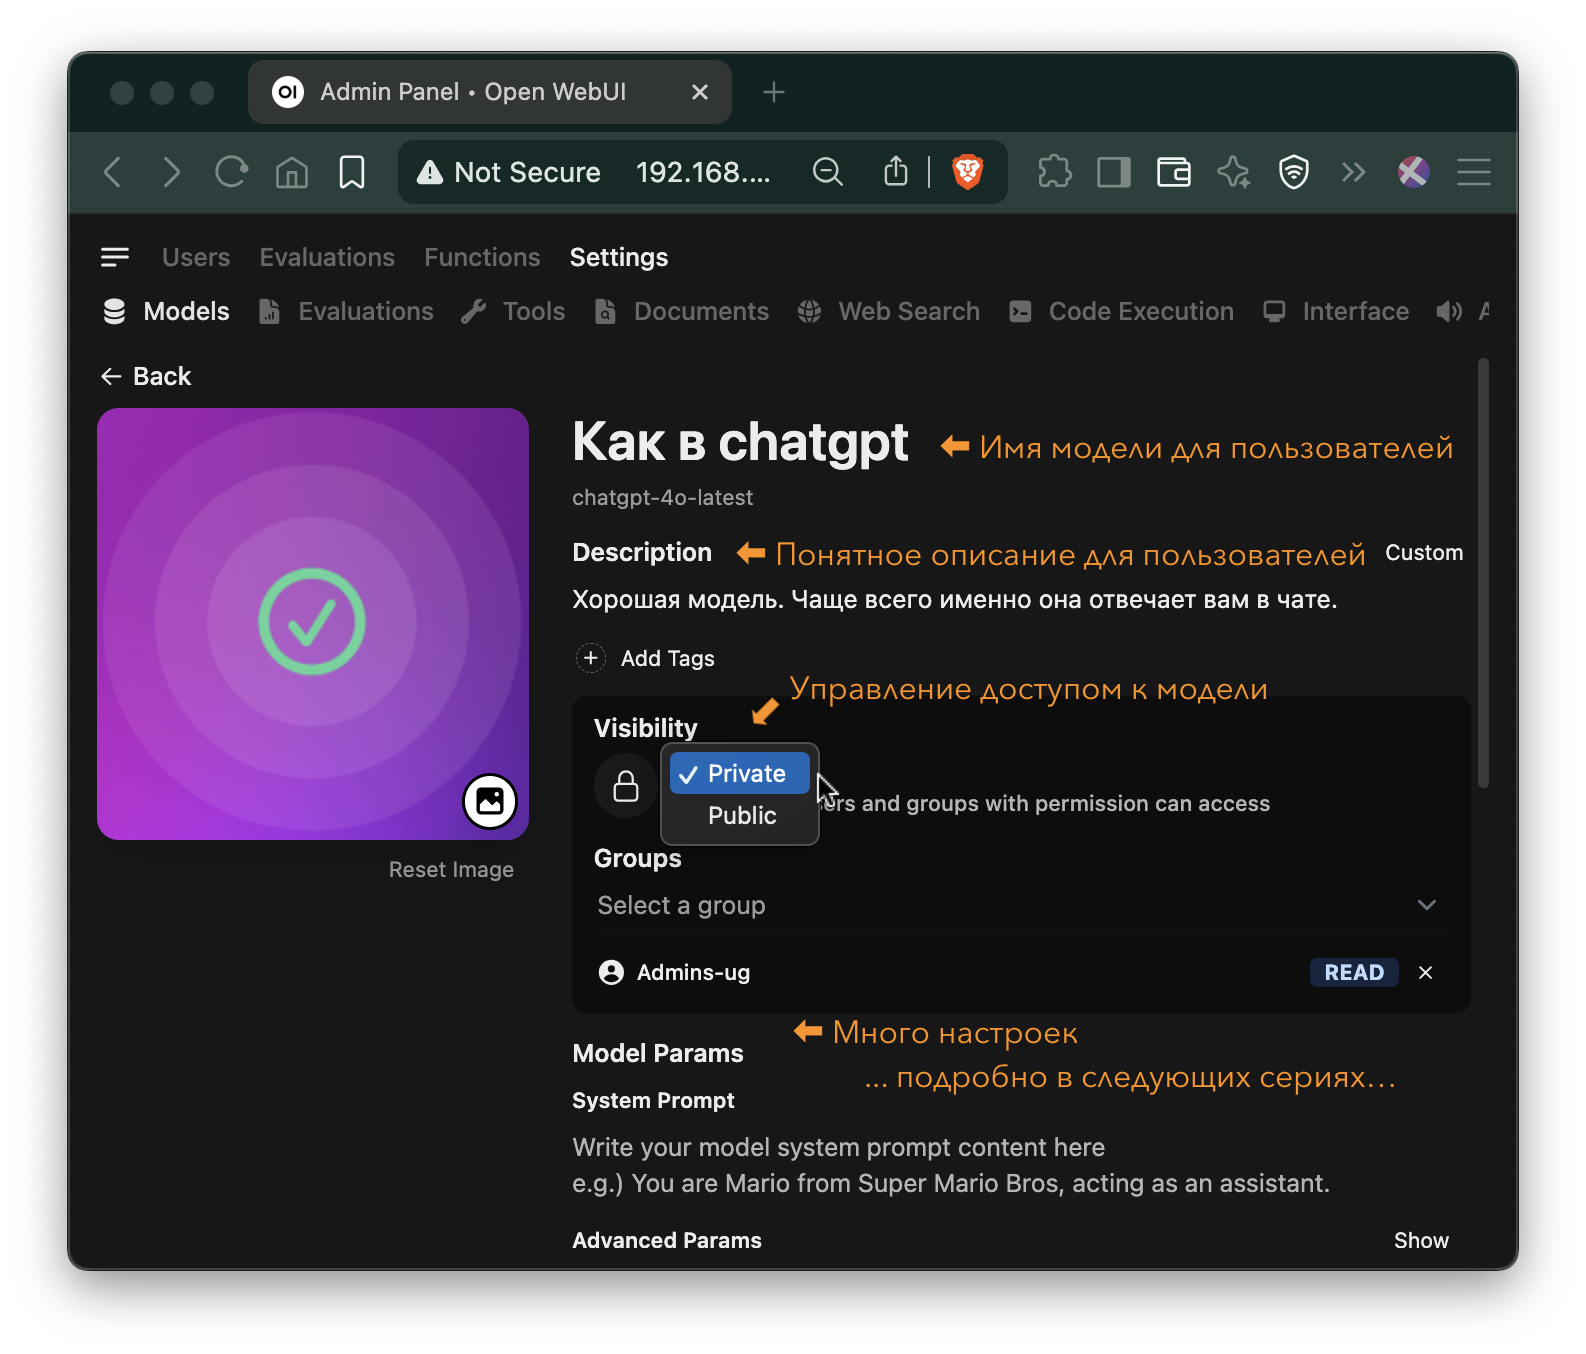 OI Admin Panel • Open WebUI
Not Secure 192.168....
Users Evaluations Functions Settings
Models Evaluations Tools Documents Web Search Code Execution Interface A
Back
Как в chatgpt Имя модели для пользователей
chatgpt-4o-latest
Description Понятное описание для пользователей Custom
Хорошая модель. Чаще всего именно она отвечает вам в чате.
Add Tags
Управление доступом к модели
Visibility
Private
ers and groups with permission can access
Public
Groups
Reset Image
Select a group
Admins-ug READ
Много настроек
Model Params
... подробно в следующих сериях...
System Prompt
Write your model system prompt content here
e.g.) You are Mario from Super Mario Bros, acting as an assistant.
Advanced Params Show